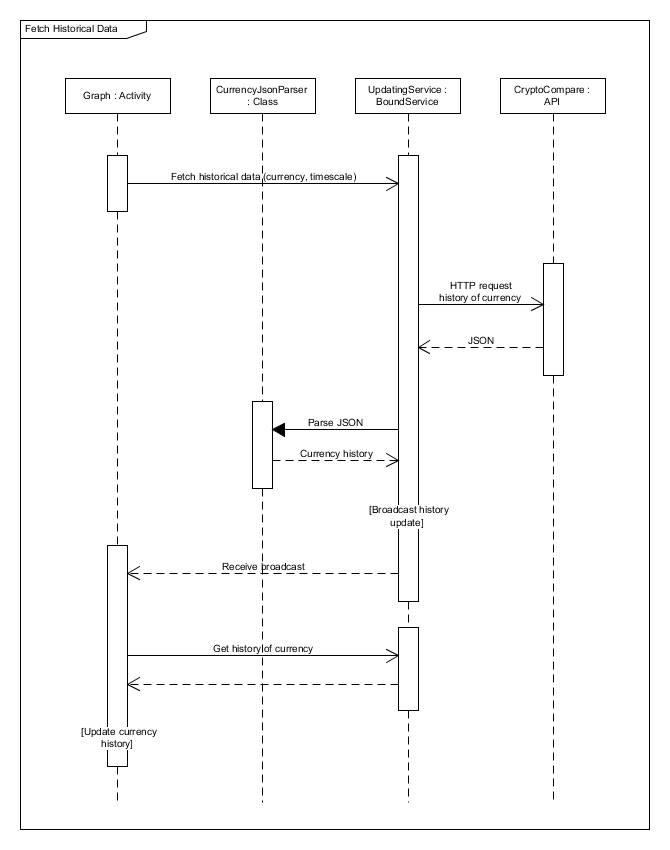 Fetch Historical Data
Graph : Activity
CurrencyJsonParser
: Class
UpdatingService :
BoundService
CryptoCompare :
API
Fetch historical data (currency, timescale)
HTTP request
history of currency
JSON
Parse JSON
Currency history
[Broadcast history
update]
Receive broadcast
Get history of currency
[Update currency
history]